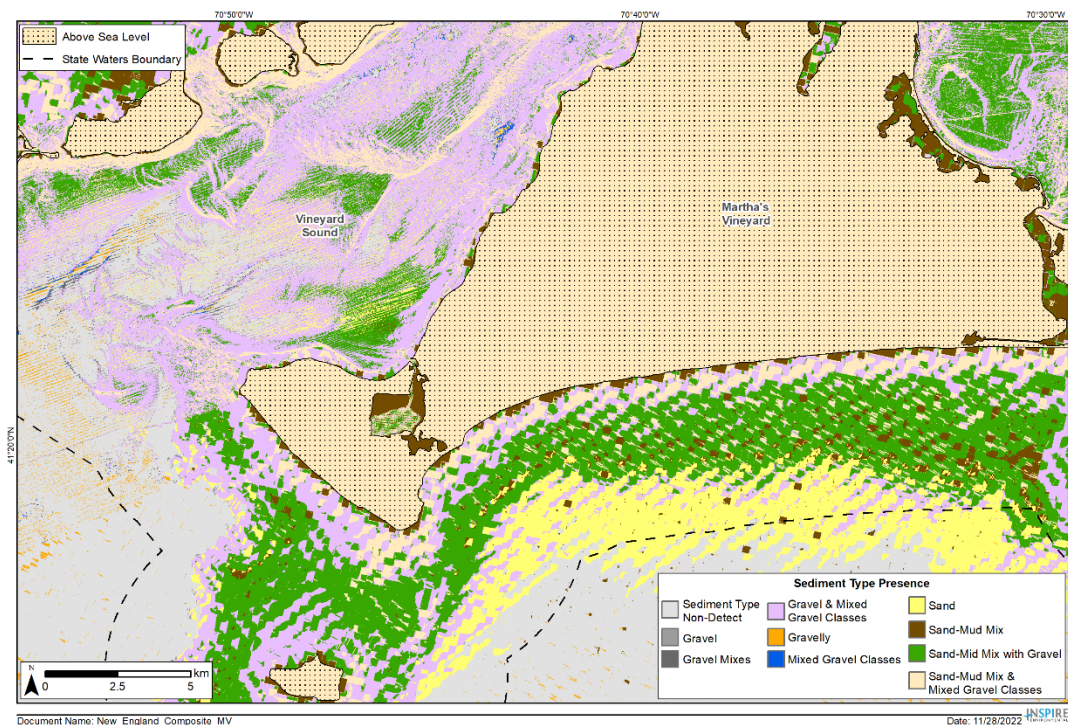 70°50'0"W
70°40'0"W
70°30'0"W
Above Sea Level
State Waters Boundary
Vineyard
Sound
Martha's
Vineyard
41°20'0"N
Sediment Type Presence
Sediment Type
Non-Detect
Gravel
Gravel Mixes
Gravel & Mixed
Gravel Classes
Gravelly
Mixed Gravel Classes
Sand
Sand-Mud Mix
Sand-Mid Mix with Gravel
Sand-Mud Mix &
Mixed Gravel Classes
N
0 2.5 5 km
Document Name: New_England_Composite_MV
Date: 11/28/2022
INSPIRE
ENVIRONMENTAL